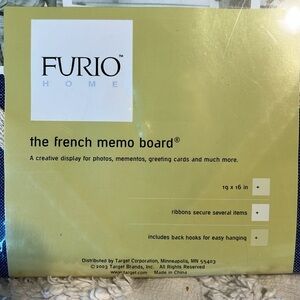 FURIO™
HOME
the french memo board®
A creative display for photos, mementos, greeting cards and much more.
19 x 16 in
ribbons secure several items
includes back hooks for easy hanging
Distributed by Target Corporation, Minneapolis, MN 55403
© 2003 Target Brands, Inc. All Rights Reserved
www.target.com Made in China